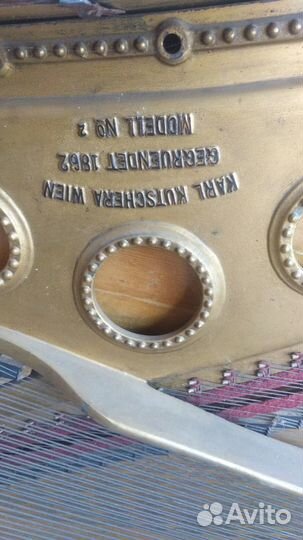 KARL KUTSCHERA WIEN
GEGRUENDET 1862
MODELL No 2
Avito